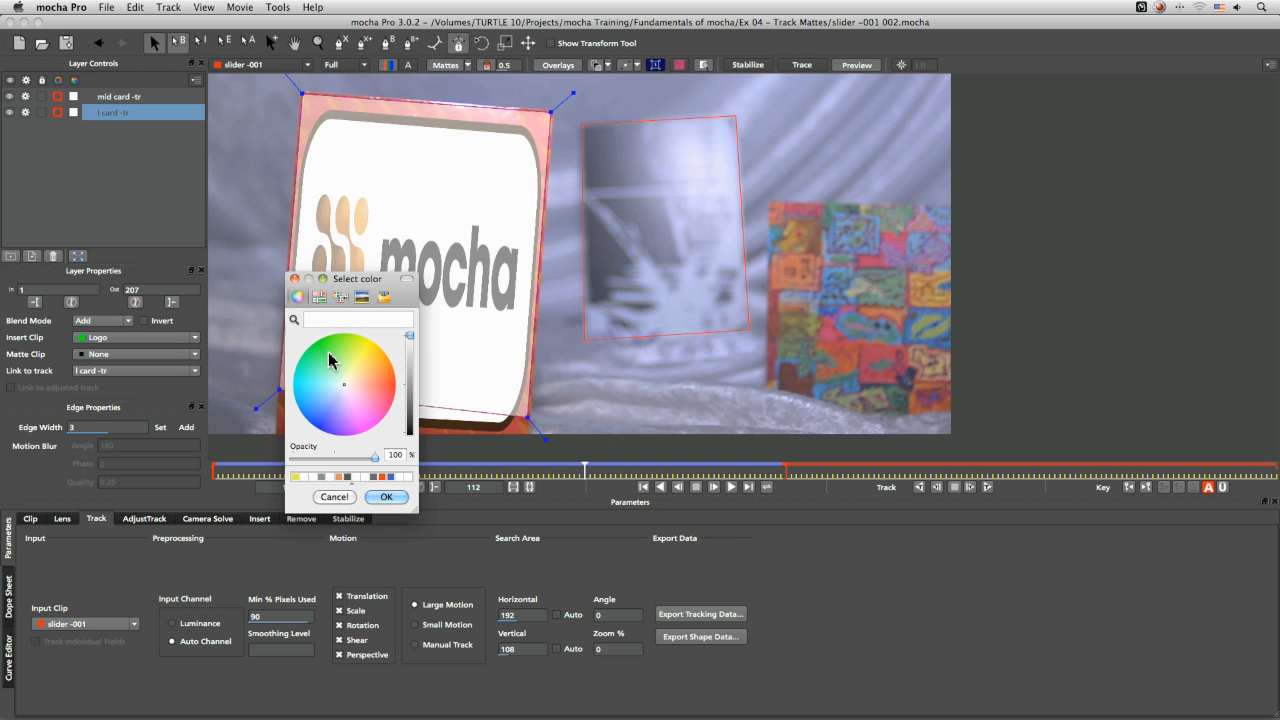 mocha Pro File Edit Track View Movie Tools Help
mocha Pro 3.0.2 - /Volumes/TURTLE 10/Projects/mocha Training/Fundamentals of mocha/Ex 04 - Track Mattes/slider -001 002.mocha
B I E A X X+ B B+ Show Transform Tool
Layer Controls
slider -001 Full A Mattes 0.5 Overlays Stabilize Trace Preview 1.0
mid card -tr
l card -tr
mocha
Layer Properties
In 1 Out 207
Blend Mode Add Invert
Insert Clip Logo
Matte Clip None
Link to track l card -tr
Link to adjusted track
Edge Properties
Edge Width 3 Set Add
Motion Blur Angle 180
Phase 0
Quality 0.25
Select color
Opacity
100 %
Cancel OK
112 Track Key A U
Parameters
Clip Lens Track AdjustTrack Camera Solve Insert Remove Stabilize
Parameters
Dope Sheet
Curve Editor
Input Preprocessing Motion Search Area Export Data
Input Clip
slider -001
Track Individual Fields
Input Channel
Luminance
Auto Channel
Min % Pixels Used
90
Smoothing Level
Translation
Scale
Rotation
Shear
Perspective
Large Motion
Small Motion
Manual Track
Horizontal
192 Auto
Vertical
108 Auto
Angle
0
Zoom %
0
Export Tracking Data...
Export Shape Data...